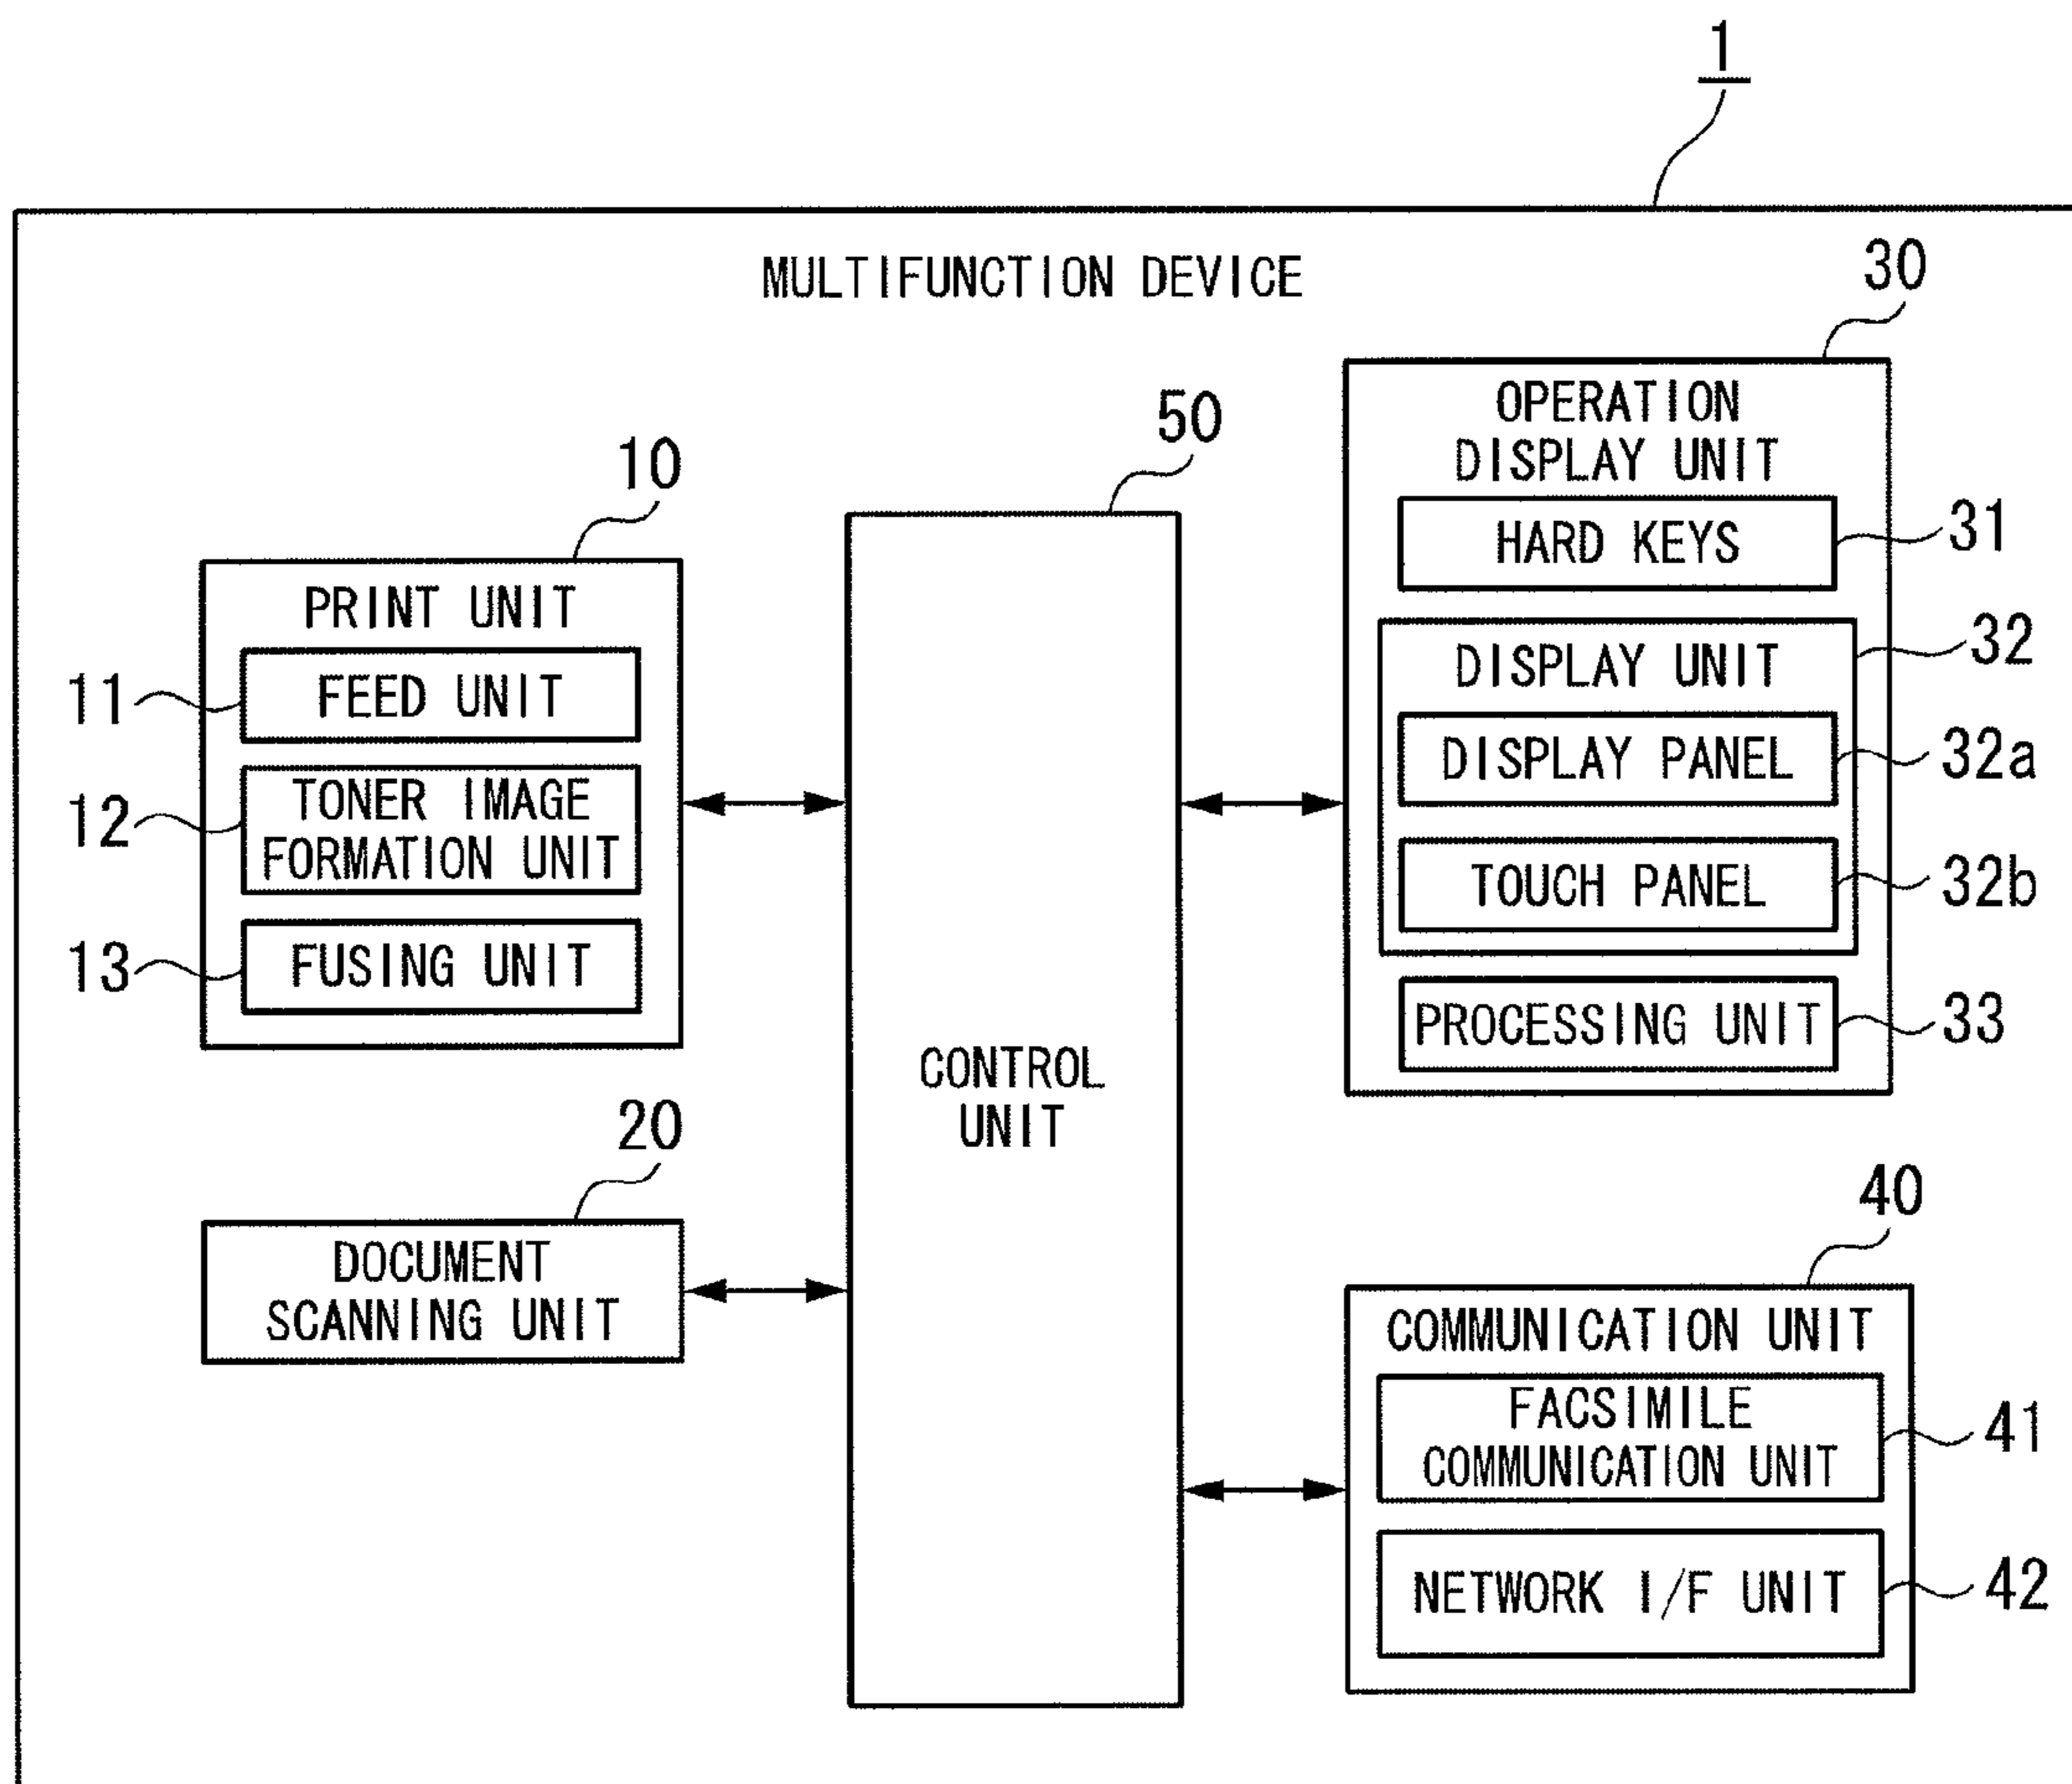 1
MULTIFUNCTION DEVICE
10
PRINT UNIT
11
FEED UNIT
12
TONER IMAGE
FORMATION UNIT
13
FUSING UNIT
20
DOCUMENT
SCANNING UNIT
50
CONTROL
UNIT
30
OPERATION
DISPLAY UNIT
HARD KEYS
31
DISPLAY UNIT
32
DISPLAY PANEL
32a
TOUCH PANEL
32b
PROCESSING UNIT
33
40
COMMUNICATION UNIT
FACSIMILE
COMMUNICATION UNIT
41
NETWORK I/F UNIT
42